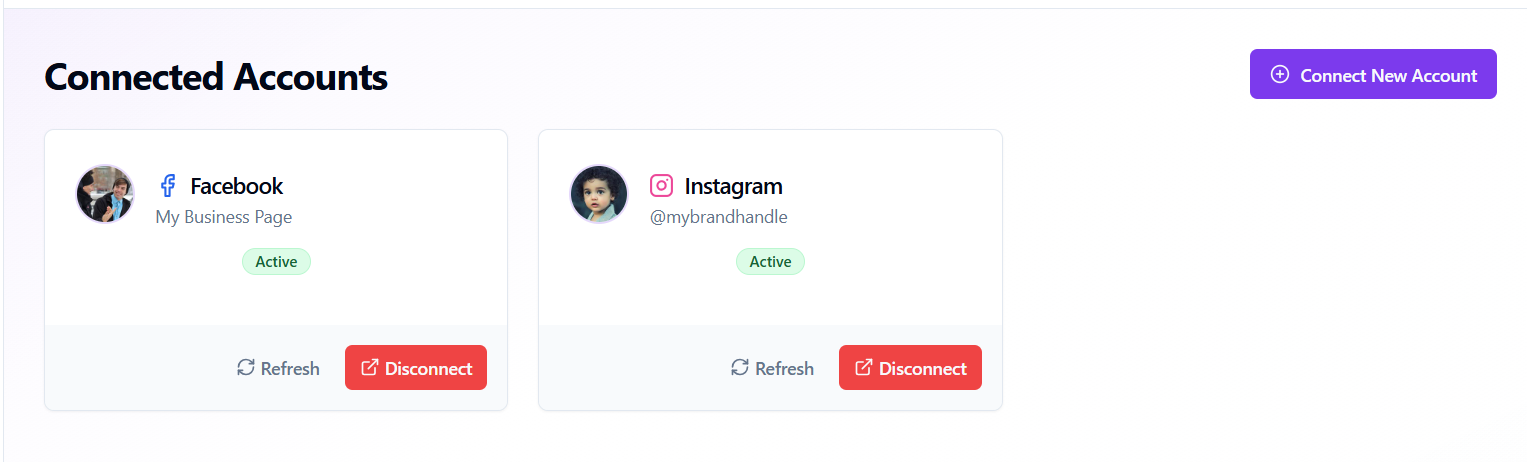 Connected Accounts
Connect New Account
Facebook
My Business Page
Active
Refresh
Disconnect
Instagram
@mybrandhandle
Active
Refresh
Disconnect